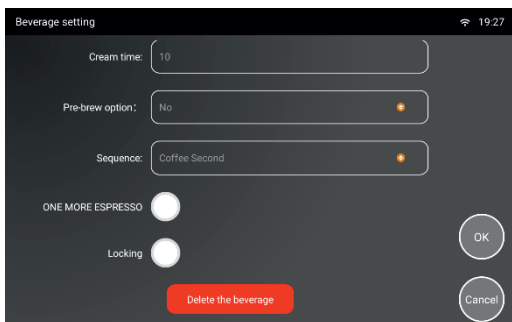 Beverage setting 19:27
Cream time: 10
Pre-brew option: No
Sequence: Coffee Second
ONE MORE ESPRESSO
OK
Locking
Delete the beverage
Cancel